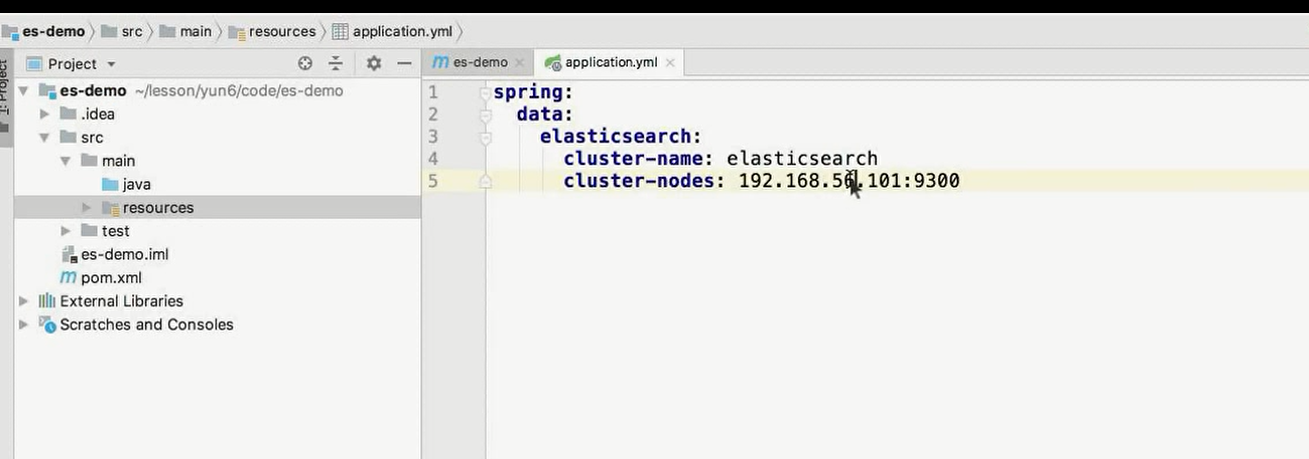 es-demo src main resources application.yml
1: Project
Project
es-demo application.yml
es-demo ~/lesson/yun6/code/es-demo
.idea
src
main
java
resources
test
es-demo.iml
pom.xml
External Libraries
Scratches and Consoles
1 spring:
2 data:
3 elasticsearch:
4 cluster-name: elasticsearch
5 cluster-nodes: 192.168.56.101:9300